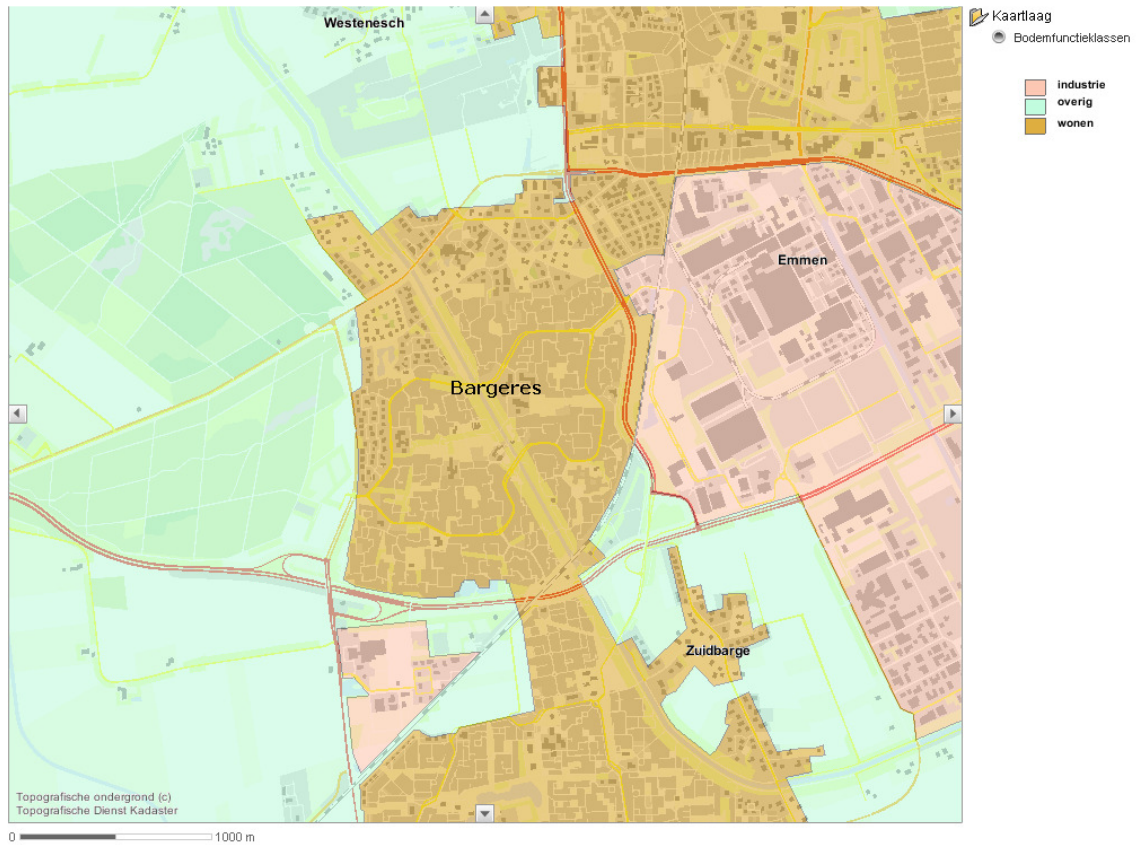 Westenesch
Kaartlaag
Bodemfunctieklassen
industrie
overig
wonen
Emmen
Bargeres
Zuidbarge
Topografische ondergrond (c)
Topografische Dienst Kadaster
0 1000 m